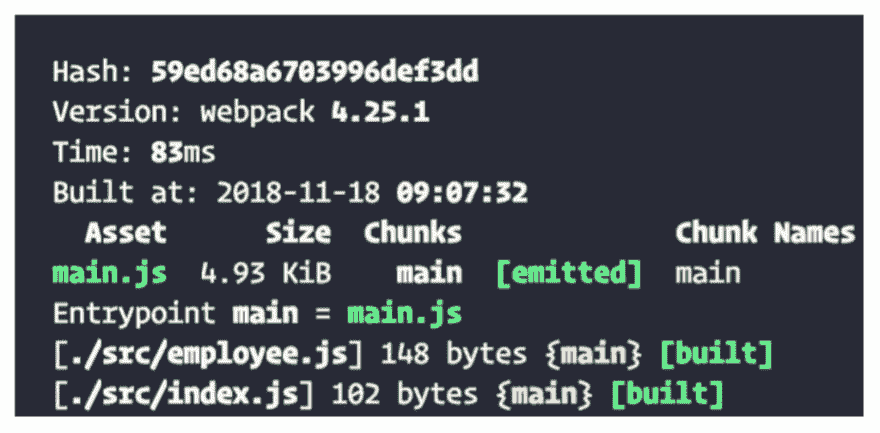 Hash: 59ed68a6703996def3dd
Version: webpack 4.25.1
Time: 83ms
Built at: 2018-11-18 09:07:32
  Asset      Size  Chunks             Chunk Names
main.js  4.93 KiB    main  [emitted]  main
Entrypoint main = main.js
[./src/employee.js] 148 bytes {main} [built]
[./src/index.js] 102 bytes {main} [built]